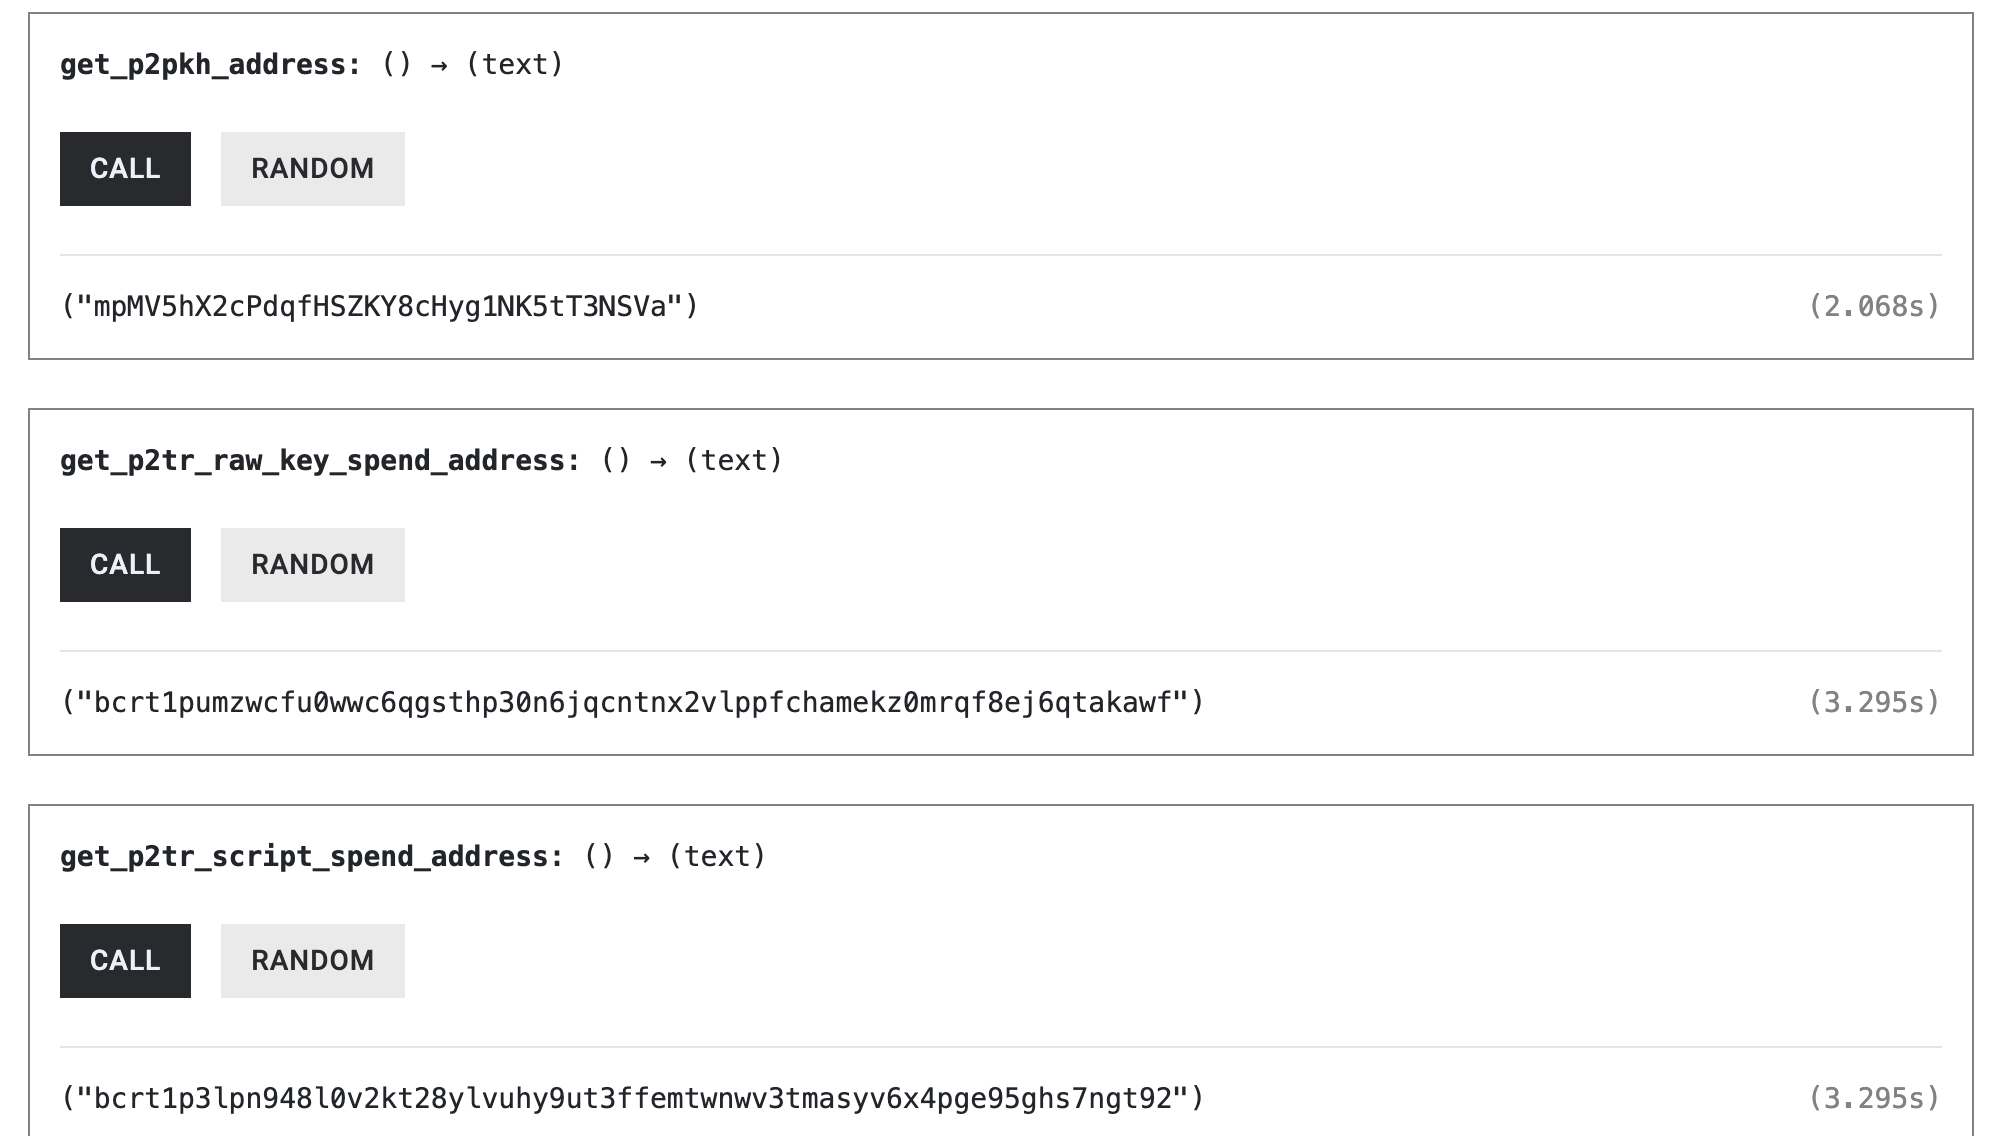 get_p2pkh_address: () → (text)
CALL RANDOM
("mpMV5hX2cPdqfHSZKY8cHyg1NK5tT3NSVa") (2.068s)
get_p2tr_raw_key_spend_address: () → (text)
CALL RANDOM
("bcrt1pumzwcfu0wwc6qgsthp30n6jqcntnx2vlppfchamekz0mrqf8ej6qtakawf") (3.295s)
get_p2tr_script_spend_address: () → (text)
CALL RANDOM
("bcrt1p3lpn948l0v2kt28ylvuhy9ut3ffemtwnwv3tmasyv6x4pge95ghs7ngt92") (3.295s)